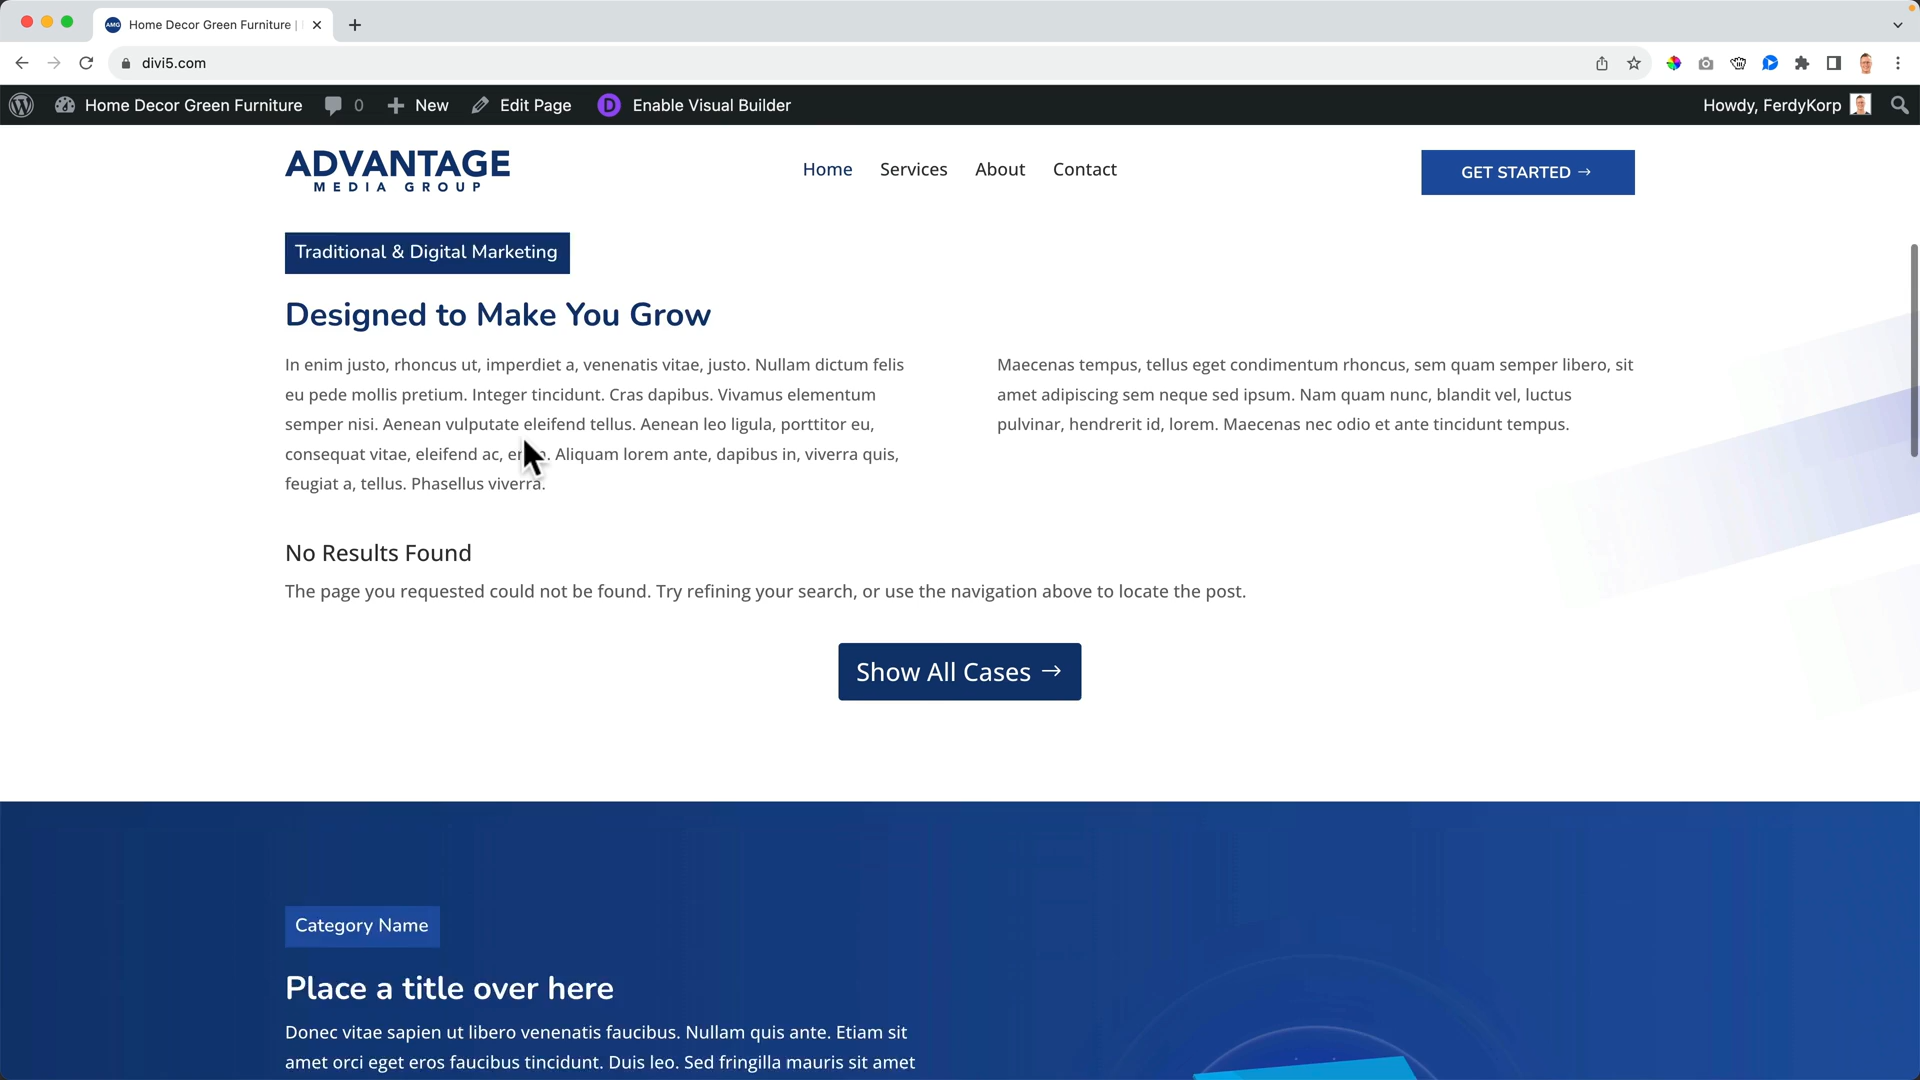 AMG Home Decor Green Furniture |
divi5.com
Home Decor Green Furniture 0 New Edit Page D Enable Visual Builder Howdy, FerdyKorp
ADVANTAGE
MEDIA GROUP
Home Services About Contact
GET STARTED →
Traditional & Digital Marketing
Designed to Make You Grow
In enim justo, rhoncus ut, imperdiet a, venenatis vitae, justo. Nullam dictum felis
eu pede mollis pretium. Integer tincidunt. Cras dapibus. Vivamus elementum
semper nisi. Aenean vulputate eleifend tellus. Aenean leo ligula, porttitor eu,
consequat vitae, eleifend ac, Aliquam lorem ante, dapibus in, viverra quis,
feugiat a, tellus. Phasellus viverra.
Maecenas tempus, tellus eget condimentum rhoncus, sem quam semper libero, sit
amet adipiscing sem neque sed ipsum. Nam quam nunc, blandit vel, luctus
pulvinar, hendrerit id, lorem. Maecenas nec odio et ante tincidunt tempus.
No Results Found
The page you requested could not be found. Try refining your search, or use the navigation above to locate the post.
Show All Cases →
Category Name
Place a title over here
Donec vitae sapien ut libero venenatis faucibus. Nullam quis ante. Etiam sit
amet orci eget eros faucibus tincidunt. Duis leo. Sed fringilla mauris sit amet